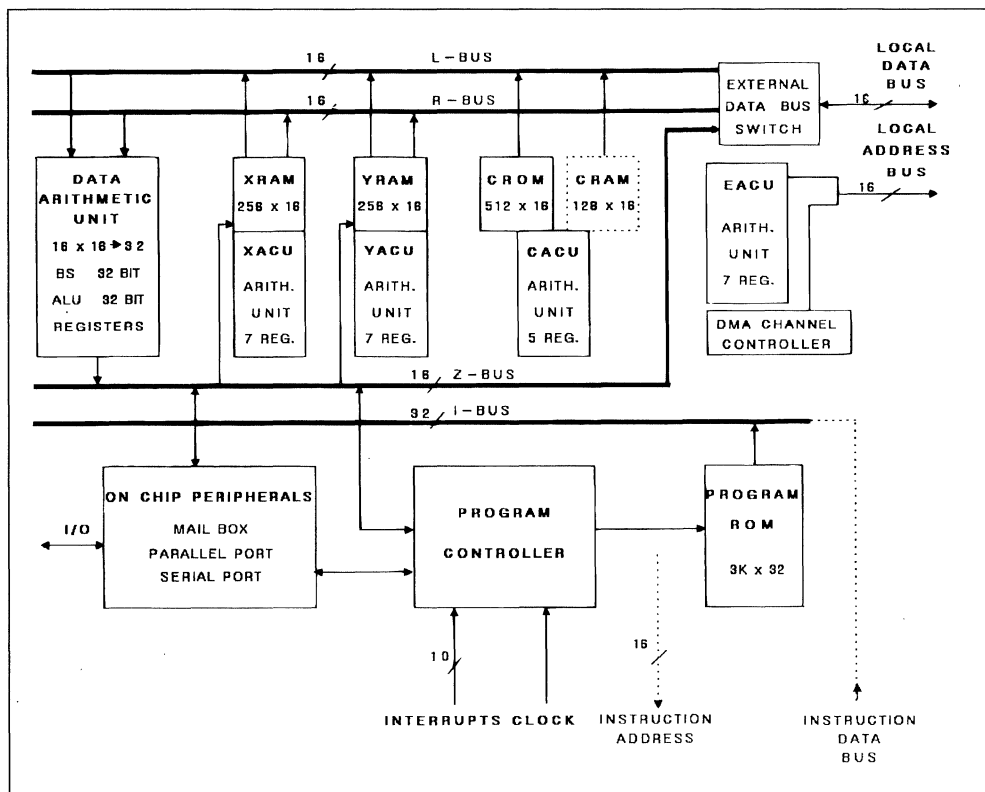 16 L-BUS
16 R-BUS
EXTERNAL
DATA BUS
SWITCH
LOCAL
DATA
BUS
16
LOCAL
ADDRESS
BUS
16
DATA
ARITHMETIC
UNIT
16 x 16 → 32
BS 32 BIT
ALU 32 BIT
REGISTERS
XRAM
256 x 16
XACU
ARITH.
UNIT
7 REG.
YRAM
256 x 16
YACU
ARITH.
UNIT
7 REG.
CROM
512 x 16
CRAM
128 x 16
CACU
ARITH.
UNIT
5 REG.
EACU
ARITH.
UNIT
7 REG.
DMA CHANNEL
CONTROLLER
16 Z-BUS
32 I-BUS
I/O
ON CHIP PERIPHERALS
MAIL BOX
PARALLEL PORT
SERIAL PORT
PROGRAM
CONTROLLER
PROGRAM
ROM
3K x 32
10
16
INTERRUPTS CLOCK
INSTRUCTION
ADDRESS
INSTRUCTION
DATA
BUS